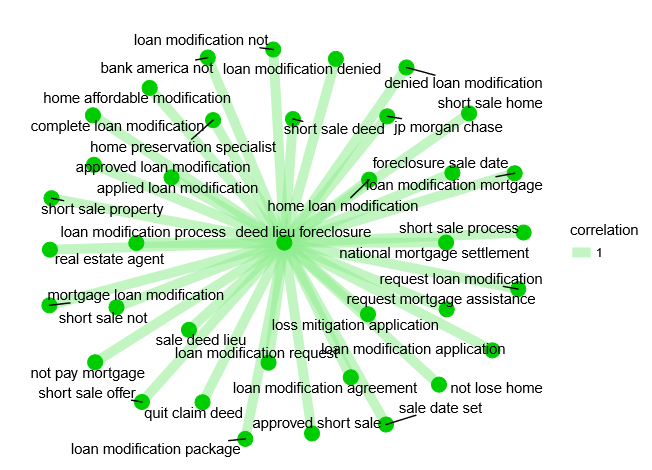 loan modification not
bank america not
loan modification denied
denied loan modification
home affordable modification
short sale home
complete loan modification
short sale deed
jp morgan chase
home preservation specialist
approved loan modification
foreclosure sale date
applied loan modification
loan modification mortgage
short sale property
home loan modification
loan modification process
deed lieu foreclosure
short sale process
correlation
1
real estate agent
national mortgage settlement
request loan modification
mortgage loan modification
request mortgage assistance
short sale not
loss mitigation application
sale deed lieu
loan modification request
loan modification application
not pay mortgage
short sale offer
loan modification agreement
not lose home
quit claim deed
sale date set
approved short sale
loan modification package